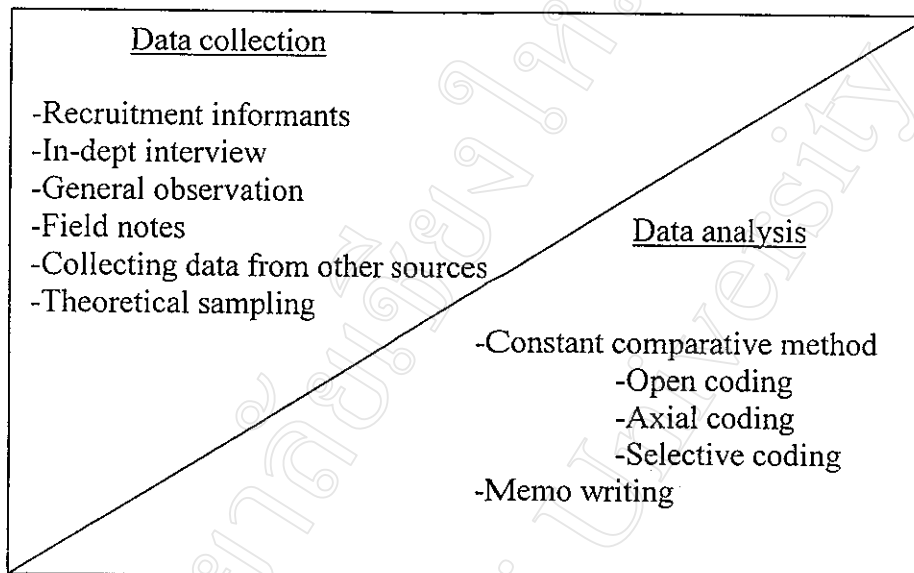 Data collection
-Recruitment informants
-In-dept interview
-General observation
-Field notes
-Collecting data from other sources
-Theoretical sampling
Data analysis
-Constant comparative method
-Open coding
-Axial coding
-Selective coding
-Memo writing
University